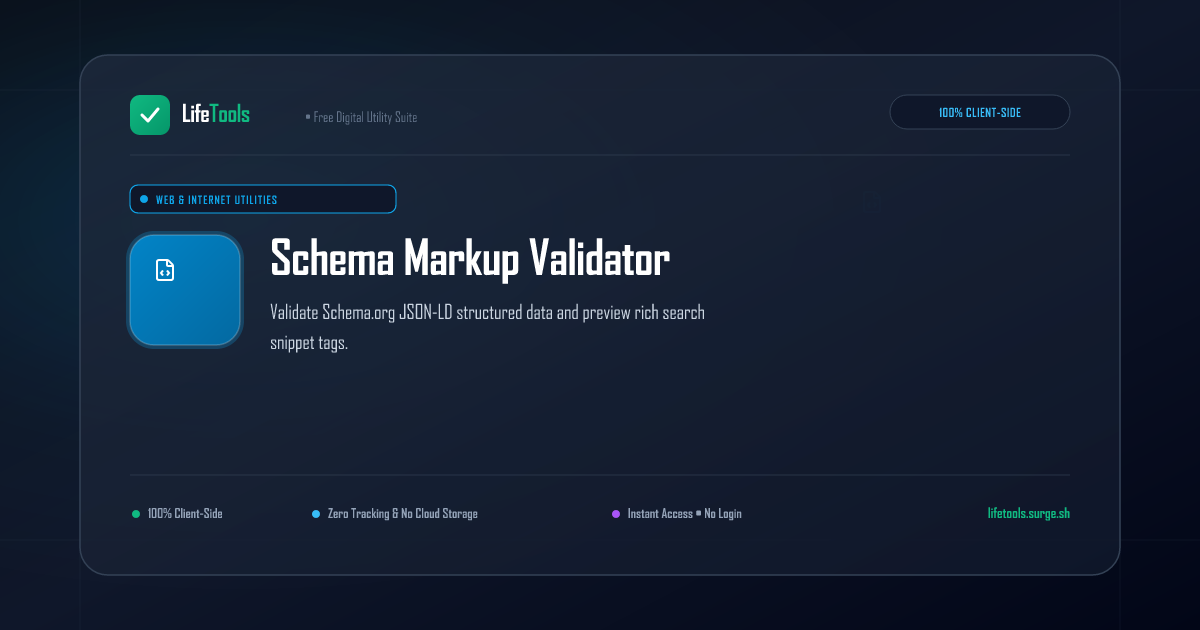 LifeTools
▪ Free Digital Utility Suite
100% CLIENT-SIDE
WEB & INTERNET UTILITIES
Schema Markup Validator
Validate Schema.org JSON-LD structured data and preview rich search
snippet tags.
100% Client-Side
Zero Tracking & No Cloud Storage
Instant Access ▪ No Login
lifetools.surge.sh